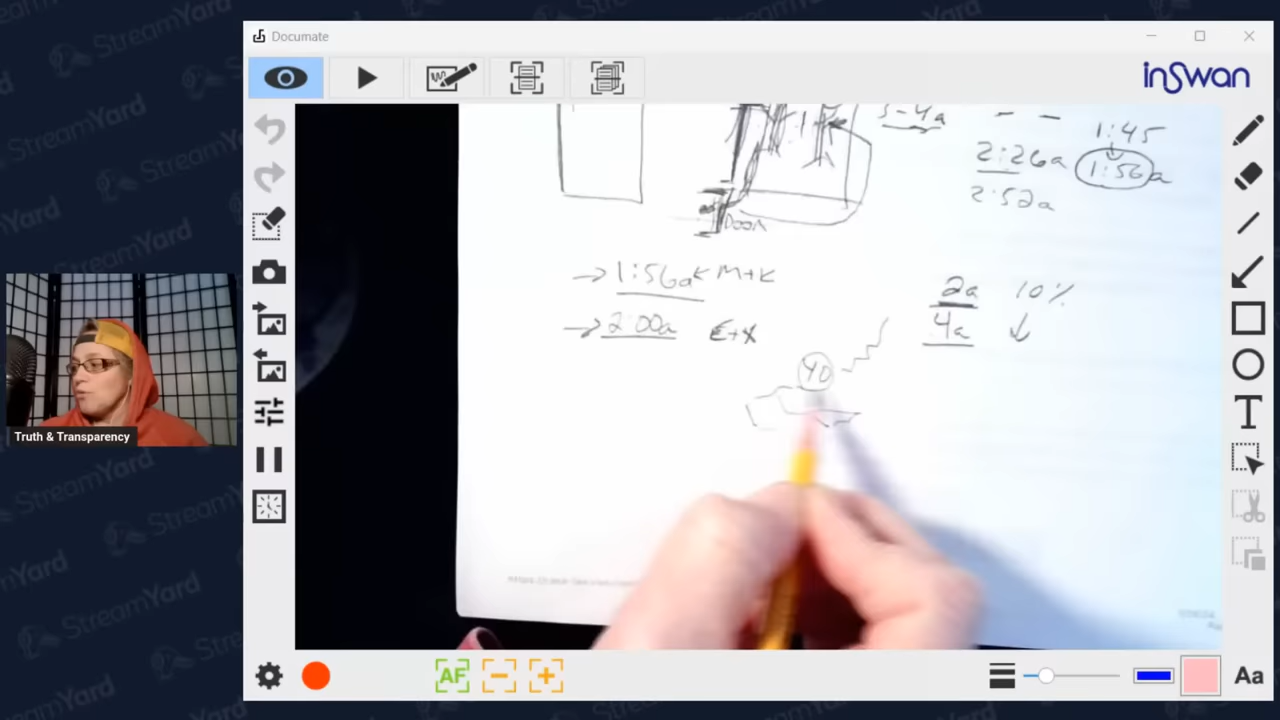 Documate
inSwan
3-4a
1:45
2:26a 1:56a
2:52a
Door
→ 1:56a K M+K
→ 2:00a E+X
2a 10%
4a ↓
40
Truth & Transparency
AF
T
Aa
StreamYard